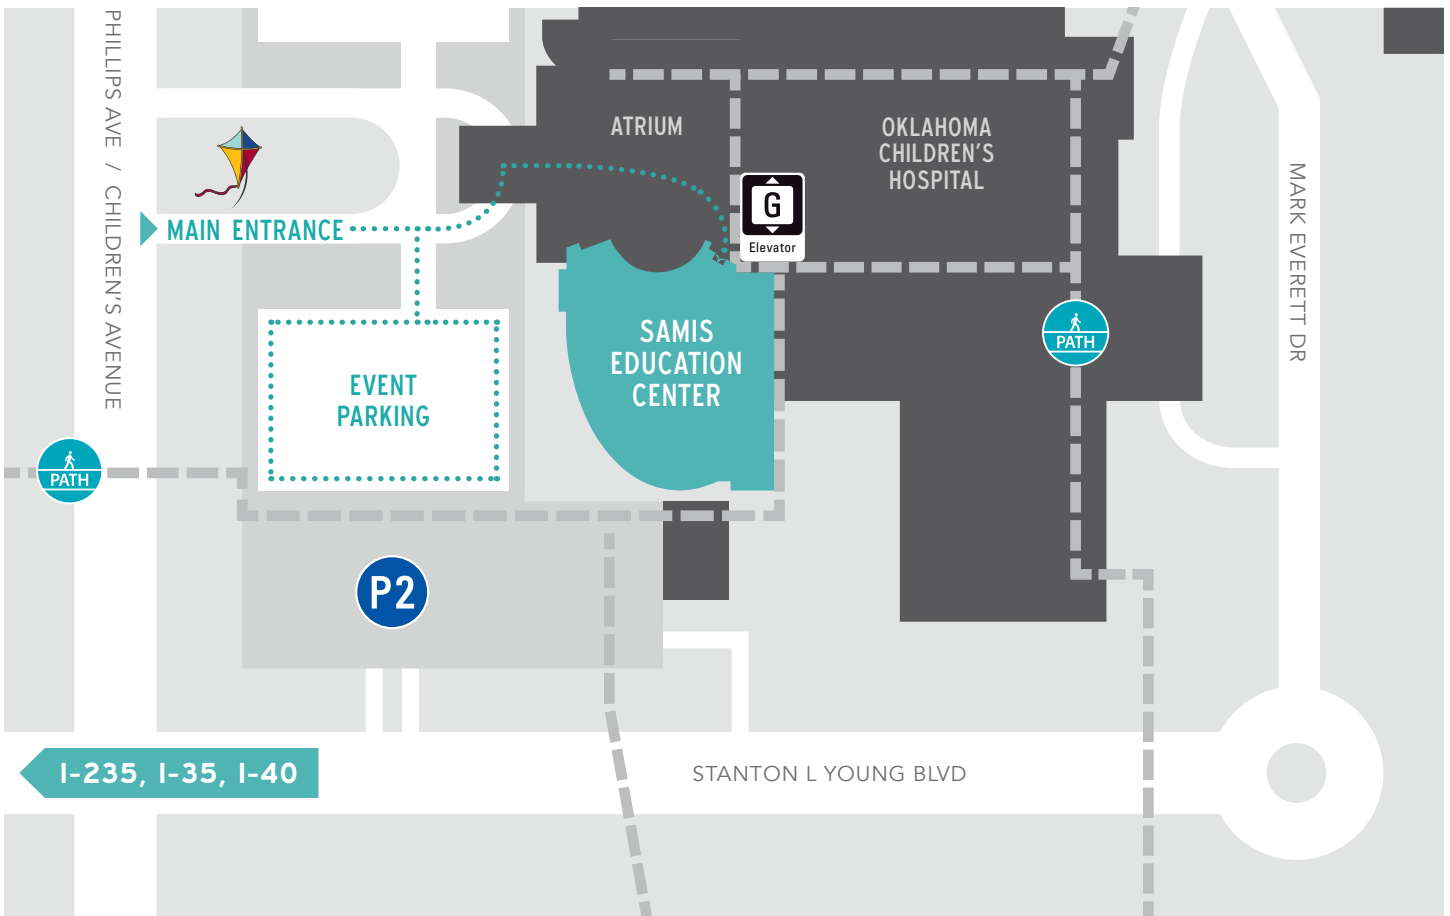 PHILLIPS AVE / CHILDREN'S AVENUE
ATRIUM
OKLAHOMA
CHILDREN'S
HOSPITAL
G
Elevator
MAIN ENTRANCE
MARK EVERETT DR
SAMIS
EDUCATION
CENTER
PATH
EVENT
PARKING
PATH
P2
I-235, I-35, I-40
STANTON L YOUNG BLVD